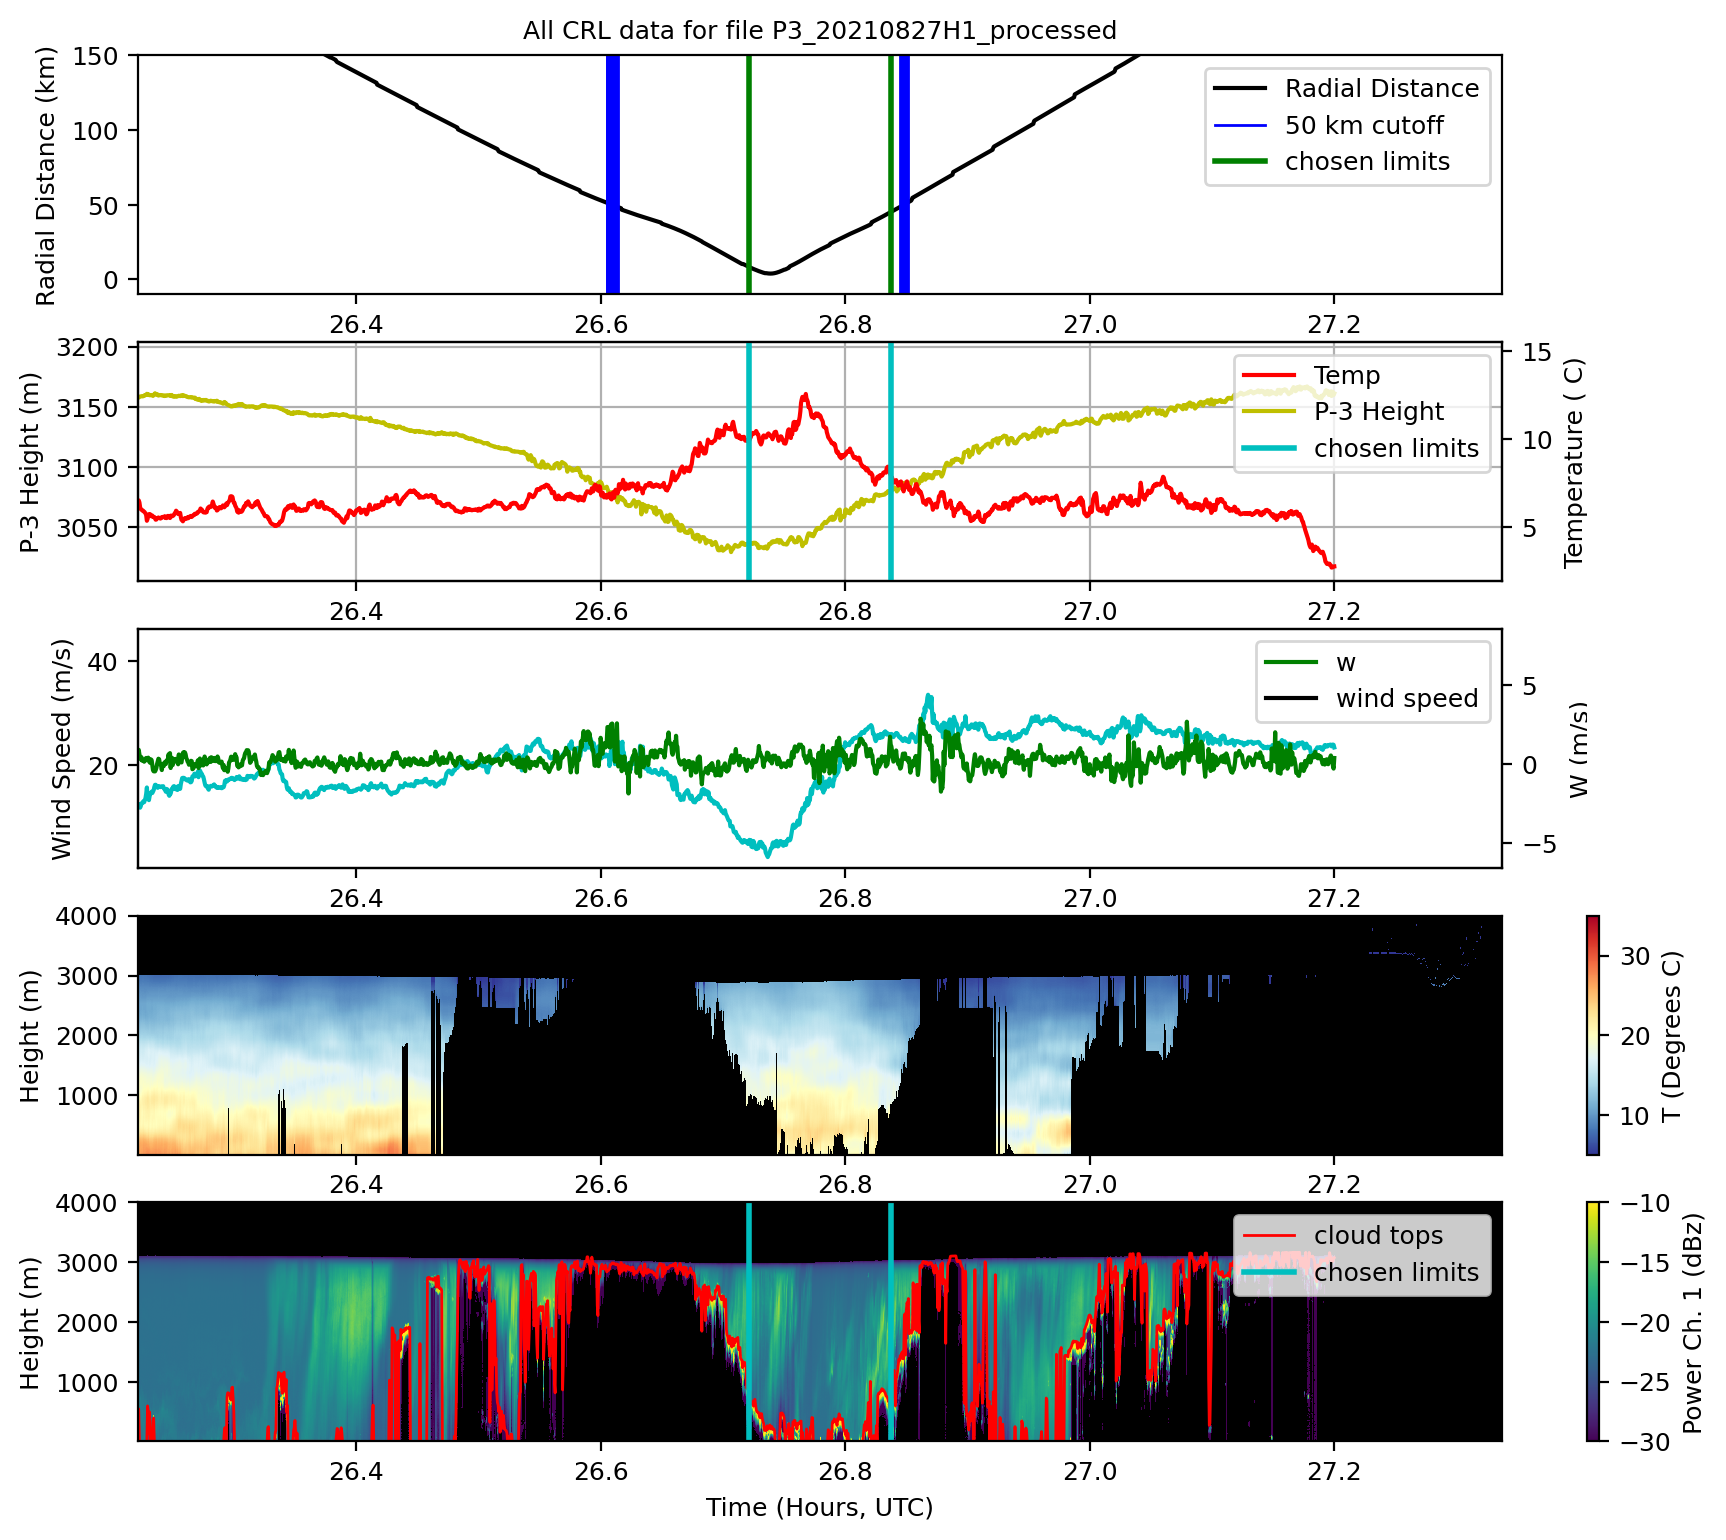 All CRL data for file P3_20210827H1_processed
150
100
50
0
Radial Distance (km)
Radial Distance
50 km cutoff
chosen limits
26.4 26.6 26.8 27.0 27.2
3200
3150
3100
3050
P-3 Height (m)
Temp
P-3 Height
chosen limits
15
10
5
Temperature ( C)
26.4 26.6 26.8 27.0 27.2
40
20
Wind Speed (m/s)
w
wind speed
5
0
−5
W (m/s)
26.4 26.6 26.8 27.0 27.2
4000
3000
2000
1000
Height (m)
30
20
10
T (Degrees C)
26.4 26.6 26.8 27.0 27.2
4000
3000
2000
1000
Height (m)
cloud tops
chosen limits
−10
−15
−20
−25
−30
Power Ch. 1 (dBz)
26.4 26.6 26.8 27.0 27.2
Time (Hours, UTC)